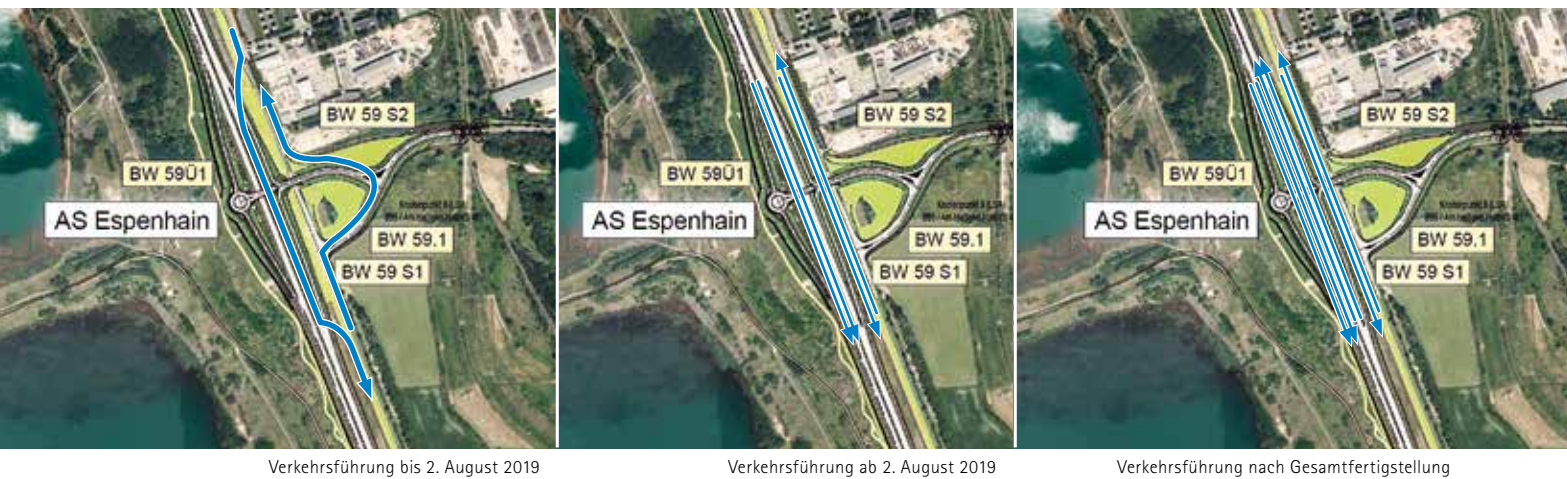 BW 59 S2
BW 59Ü1
AS Espenhain
BW 59.1
BW 59 S1
Verkehrsführung bis 2. August 2019
BW 59 S2
BW 59Ü1
AS Espenhain
BW 59.1
BW 59 S1
Verkehrsführung ab 2. August 2019
BW 59 S2
BW 59Ü1
AS Espenhain
BW 59.1
BW 59 S1
Verkehrsführung nach Gesamtfertigstellung